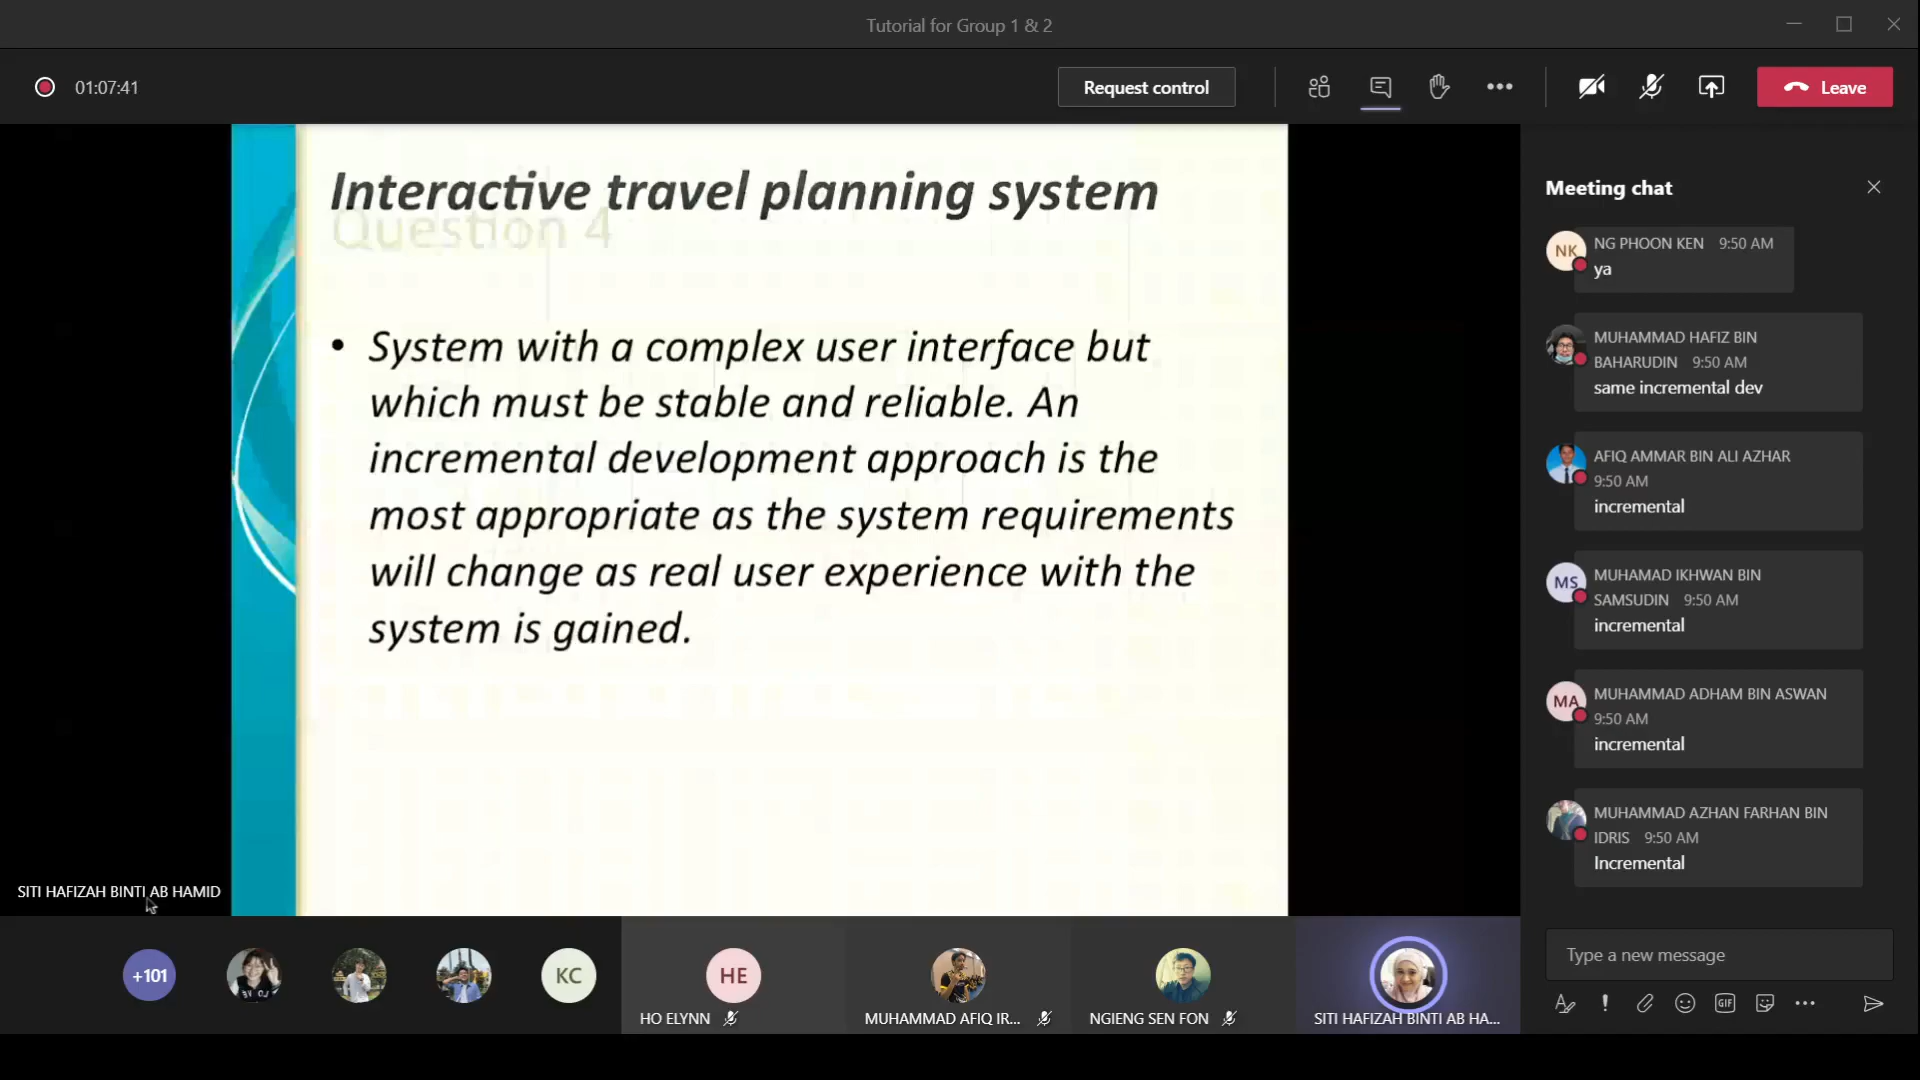 Tutorial for Group 1 & 2
01:07:41
Request control
Leave
Interactive travel planning system
Question 4
• System with a complex user interface but
which must be stable and reliable. An
incremental development approach is the
most appropriate as the system requirements
will change as real user experience with the
system is gained.
SITI HAFIZAH BINTI AB HAMID
+101
KC
HE
HO ELYNN
MUHAMMAD AFIQ IR...
NGIENG SEN FON
SITI HAFIZAH BINTI AB HA...
Meeting chat
NK
NG PHOON KEN 9:50 AM
ya
MUHAMMAD HAFIZ BIN
BAHARUDIN 9:50 AM
same incremental dev
AFIQ AMMAR BIN ALI AZHAR
9:50 AM
incremental
MS
MUHAMAD IKHWAN BIN
SAMSUDIN 9:50 AM
incremental
MA
MUHAMMAD ADHAM BIN ASWAN
9:50 AM
incremental
MUHAMMAD AZHAN FARHAN BIN
IDRIS 9:50 AM
Incremental
Type a new message
GIF